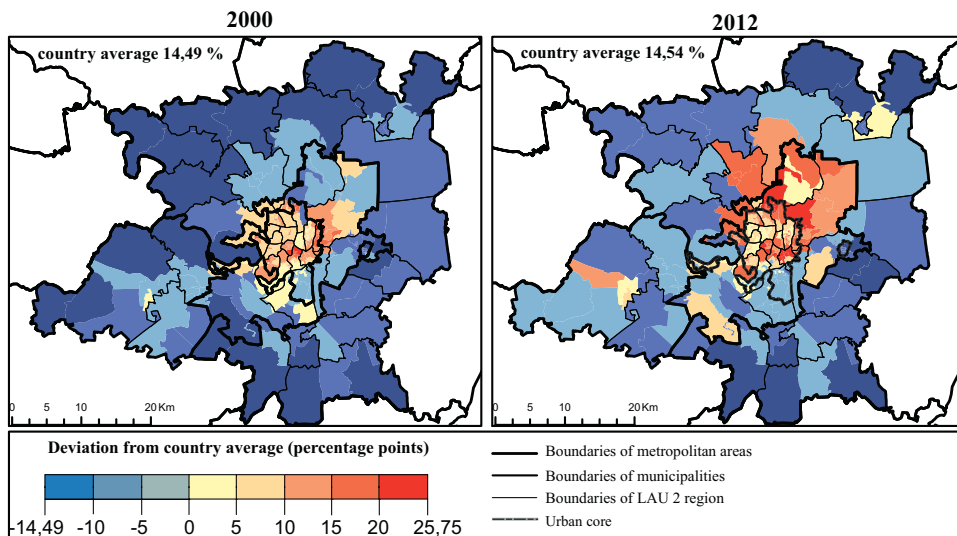 2000
2012
country average 14,49 %
country average 14,54 %
0 5 10 20 Km
0 5 10 20 Km
Deviation from country average (percentage points)
-14,49 -10 -5 0 5 10 15 20 25,75
Boundaries of metropolitan areas
Boundaries of municipalities
Boundaries of LAU 2 region
Urban core